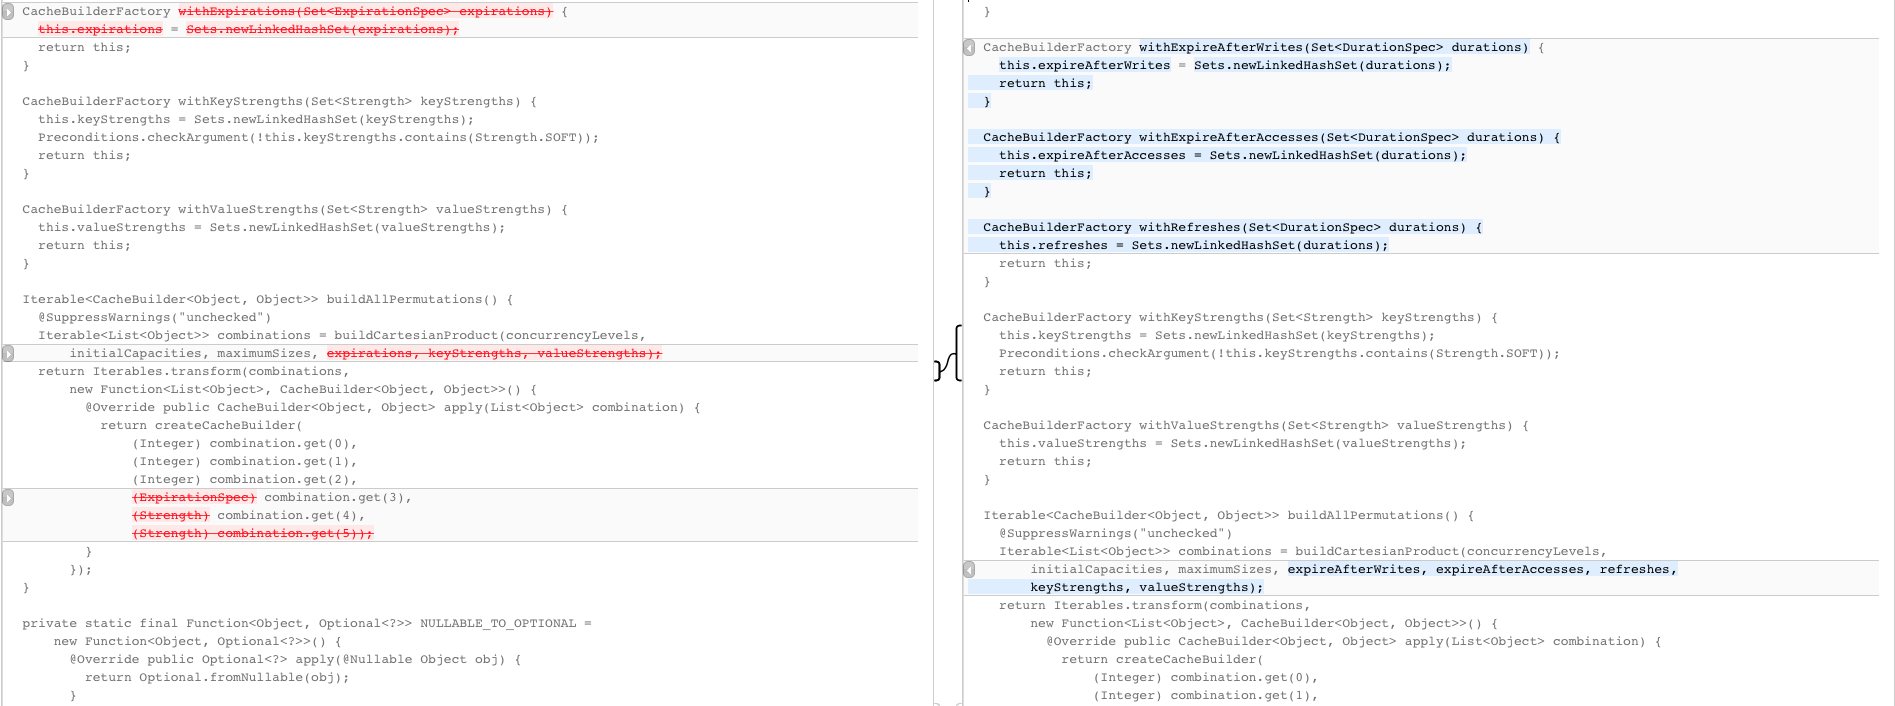 CacheBuilderFactory withExpirations(Set<ExpirationSpec> expirations) {
this.expirations = Sets.newLinkedHashSet(expirations);
return this;
}
CacheBuilderFactory withKeyStrengths(Set<Strength> keyStrengths) {
this.keyStrengths = Sets.newLinkedHashSet(keyStrengths);
Preconditions.checkArgument(!this.keyStrengths.contains(Strength.SOFT));
return this;
}
CacheBuilderFactory withValueStrengths(Set<Strength> valueStrengths) {
this.valueStrengths = Sets.newLinkedHashSet(valueStrengths);
return this;
}
Iterable<CacheBuilder<Object, Object>> buildAllPermutations() {
@SuppressWarnings("unchecked")
Iterable<List<Object>> combinations = buildCartesianProduct(concurrencyLevels,
initialCapacities, maximumSizes, expirations, keyStrengths, valueStrengths);
return Iterables.transform(combinations,
new Function<List<Object>, CacheBuilder<Object, Object>>() {
@Override public CacheBuilder<Object, Object> apply(List<Object> combination) {
return createCacheBuilder(
(Integer) combination.get(0),
(Integer) combination.get(1),
(Integer) combination.get(2),
(ExpirationSpec) combination.get(3),
(Strength) combination.get(4),
(Strength) combination.get(5));
}
});
}
private static final Function<Object, Optional<?>> NULLABLE_TO_OPTIONAL =
new Function<Object, Optional<?>>() {
@Override public Optional<?> apply(@Nullable Object obj) {
return Optional.fromNullable(obj);
}
}
CacheBuilderFactory withExpireAfterWrites(Set<DurationSpec> durations) {
this.expireAfterWrites = Sets.newLinkedHashSet(durations);
return this;
}
CacheBuilderFactory withExpireAfterAccesses(Set<DurationSpec> durations) {
this.expireAfterAccesses = Sets.newLinkedHashSet(durations);
return this;
}
CacheBuilderFactory withRefreshes(Set<DurationSpec> durations) {
this.refreshes = Sets.newLinkedHashSet(durations);
return this;
}
CacheBuilderFactory withKeyStrengths(Set<Strength> keyStrengths) {
this.keyStrengths = Sets.newLinkedHashSet(keyStrengths);
Preconditions.checkArgument(!this.keyStrengths.contains(Strength.SOFT));
return this;
}
CacheBuilderFactory withValueStrengths(Set<Strength> valueStrengths) {
this.valueStrengths = Sets.newLinkedHashSet(valueStrengths);
return this;
}
Iterable<CacheBuilder<Object, Object>> buildAllPermutations() {
@SuppressWarnings("unchecked")
Iterable<List<Object>> combinations = buildCartesianProduct(concurrencyLevels,
initialCapacities, maximumSizes, expireAfterWrites, expireAfterAccesses, refreshes,
keyStrengths, valueStrengths);
return Iterables.transform(combinations,
new Function<List<Object>, CacheBuilder<Object, Object>>() {
@Override public CacheBuilder<Object, Object> apply(List<Object> combination) {
return createCacheBuilder(
(Integer) combination.get(0),
(Integer) combination.get(1),